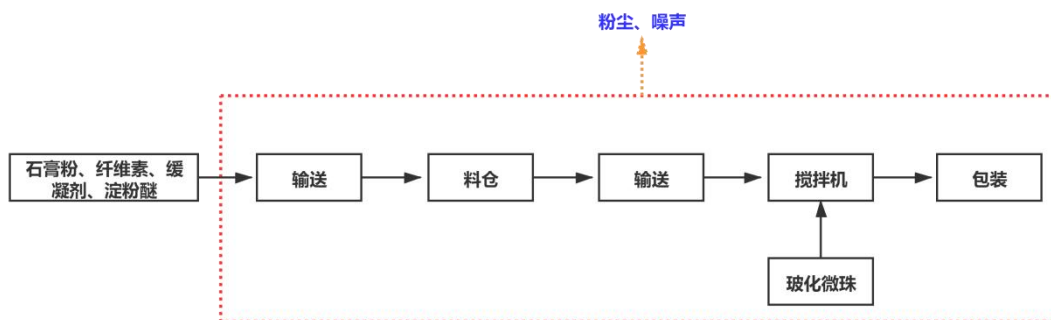 粉尘、噪声
石膏粉、纤维素、缓
凝剂、淀粉醚
输送
料仓
输送
搅拌机
包装
玻化微珠